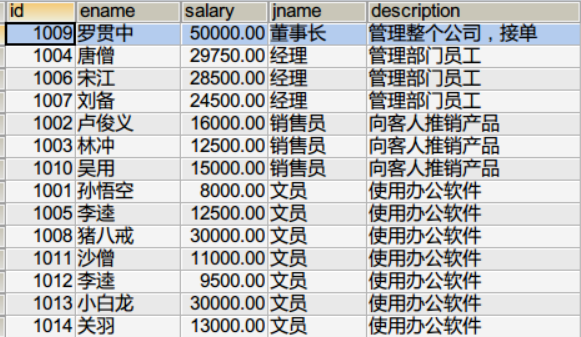 id ename salary jname description
1009 罗贯中 50000.00 董事长 管理整个公司，接单
1004 唐僧 29750.00 经理 管理部门员工
1006 宋江 28500.00 经理 管理部门员工
1007 刘备 24500.00 经理 管理部门员工
1002 卢俊义 16000.00 销售员 向客人推销产品
1003 林冲 12500.00 销售员 向客人推销产品
1010 吴用 15000.00 销售员 向客人推销产品
1001 孙悟空 8000.00 文员 使用办公软件
1005 李逵 12500.00 文员 使用办公软件
1008 猪八戒 30000.00 文员 使用办公软件
1011 沙僧 11000.00 文员 使用办公软件
1012 李逵 9500.00 文员 使用办公软件
1013 小白龙 30000.00 文员 使用办公软件
1014 关羽 13000.00 文员 使用办公软件